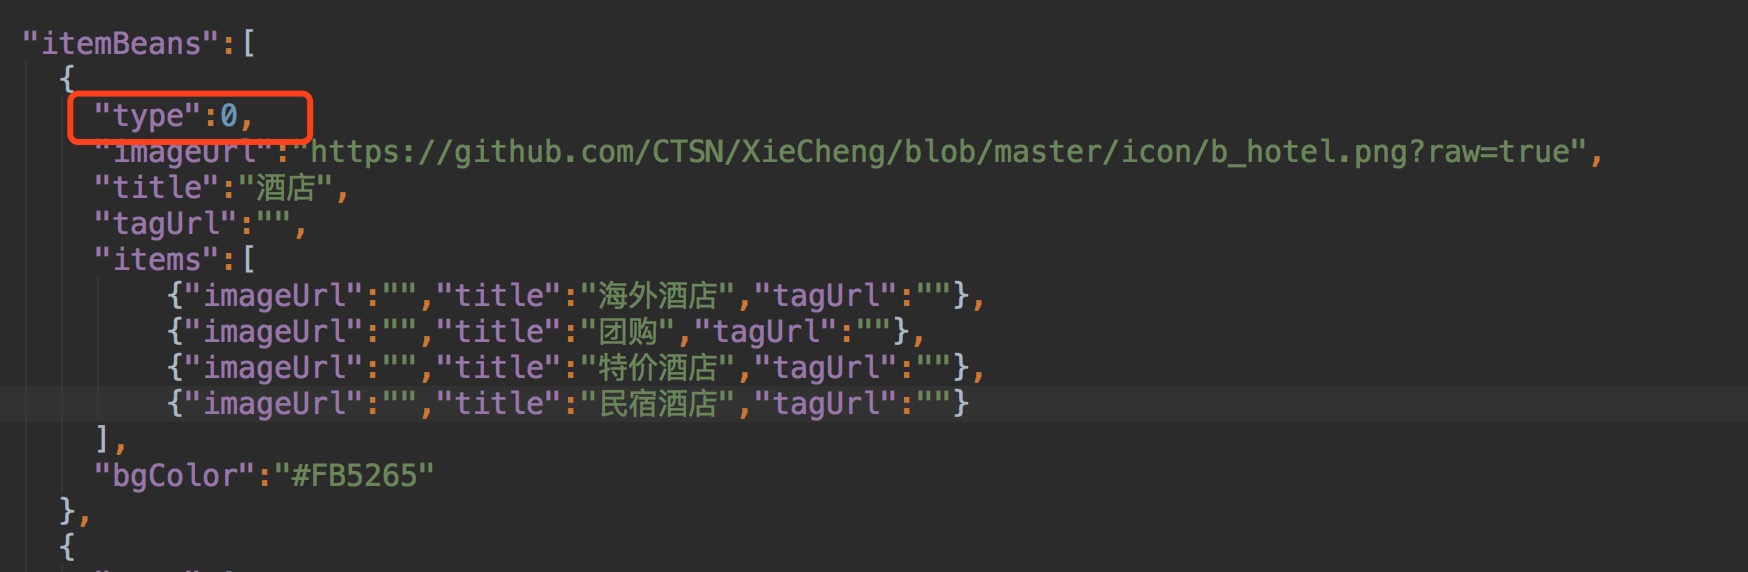 "itemBeans":[
{
"type":0,
"imageUrl":"https://github.com/CTSN/XieCheng/blob/master/icon/b_hotel.png?raw=true",
"title":"酒店",
"tagUrl":"",
"items":[
{"imageUrl":"","title":"海外酒店","tagUrl":""},
{"imageUrl":"","title":"团购","tagUrl":""},
{"imageUrl":"","title":"特价酒店","tagUrl":""},
{"imageUrl":"","title":"民宿酒店","tagUrl":""}
],
"bgColor":"#FB5265"
},
{